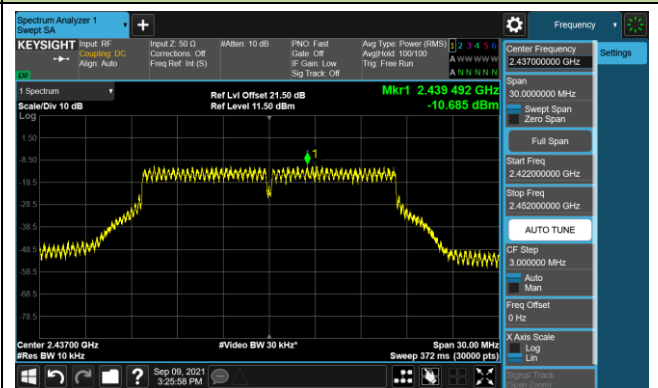 Spectrum Analyzer 1
Swept SA
+
Frequency
KEYSIGHT
Input: RF
Coupling: DC
Align: Auto
Input Z: 50 Ω
Corrections: Off
Freq Ref: Int (S)
#Atten: 10 dB
PNO: Fast
Gate: Off
IF Gain: Low
Sig Track: Off
Avg Type: Power (RMS)
Avg|Hold: 100/100
Trig: Free Run
1 2 3 4 5 6
A W W W W W
A N N N N N
LXI
1 Spectrum
Scale/Div 10 dB
Log
Ref Lvl Offset 21.50 dB
Ref Level 11.50 dBm
Mkr1 2.439 492 GHz
-10.685 dBm
1
1.50
-8.50
-18.5
-28.5
-38.5
-48.5
-58.5
-68.5
-78.5
Center 2.43700 GHz
#Res BW 10 kHz
#Video BW 30 kHz*
Span 30.00 MHz
Sweep 372 ms (30000 pts)
Center Frequency
2.437000000 GHz
Settings
Span
30.0000000 MHz
Swept Span
Zero Span
Full Span
Start Freq
2.422000000 GHz
Stop Freq
2.452000000 GHz
AUTO TUNE
CF Step
3.000000 MHz
Auto
Man
Freq Offset
0 Hz
X Axis Scale
Log
Lin
Signal Track
(Span Zoom)
?
Sep 09, 2021
3:25:58 PM